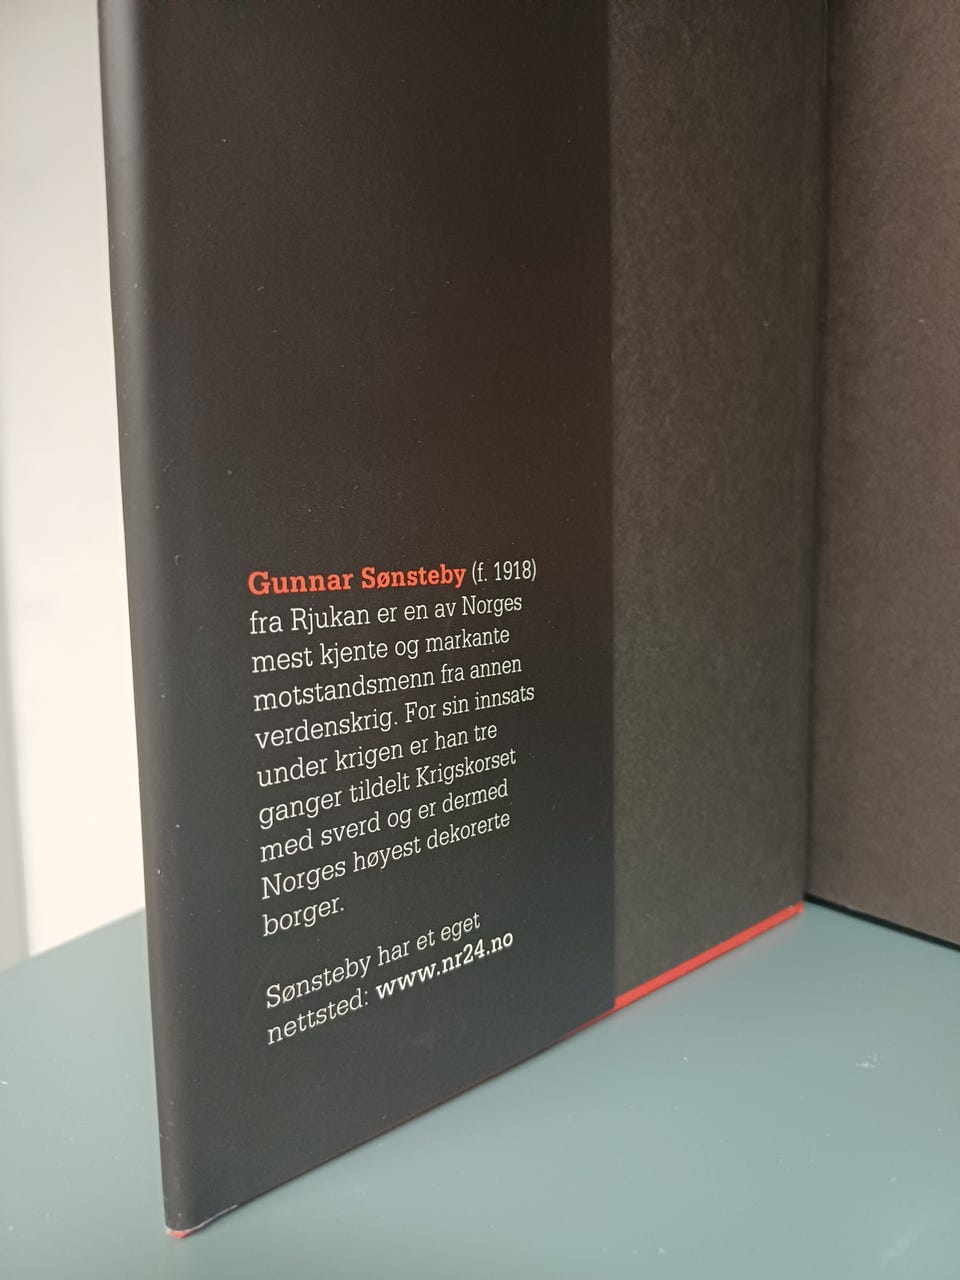 Gunnar Sønsteby (f. 1918)
fra Rjukan er en av Norges
mest kjente og markante
motstandsmenn fra annen
verdenskrig. For sin innsats
under krigen er han tre
ganger tildelt Krigskorset
med sverd og er dermed
Norges høyest dekorerte
borger.
Sønsteby har et eget
nettsted: www.nr24.no